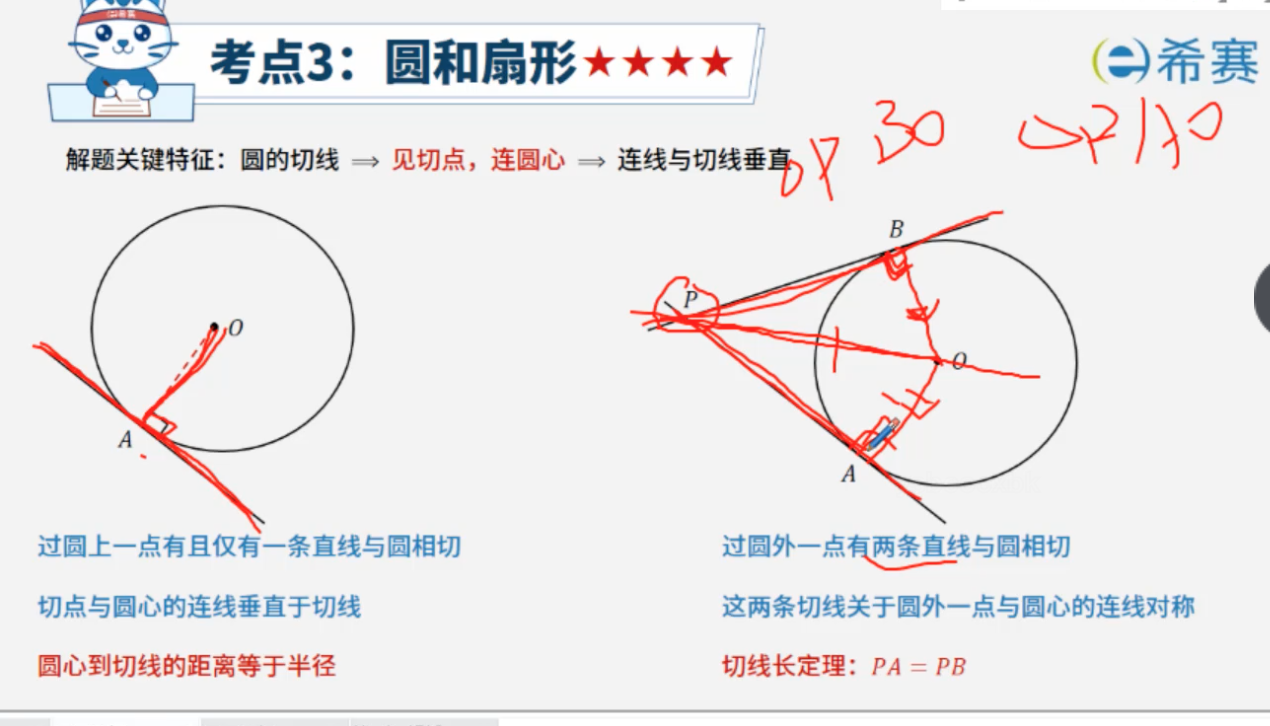 考点3：圆和扇形★★★★
希赛
解题关键特征：圆的切线 ⇒ 见切点，连圆心 ⇒ 连线与切线垂直
B
P
O
O
A
A
过圆上一点有且仅有一条直线与圆相切
过圆外一点有两条直线与圆相切
切点与圆心的连线垂直于切线
这两条切线关于圆外一点与圆心的连线对称
圆心到切线的距离等于半径
切线长定理：PA = PB